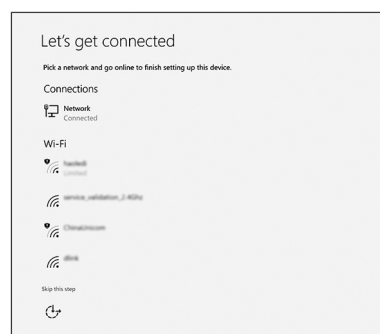 Let's get connected
Pick a network and go online to finish setting up this device.
Connections
Network
Connected
Wi-Fi
Limited
service_validation_2.4Ghz
ChinaUnicom
dlink
Skip this step